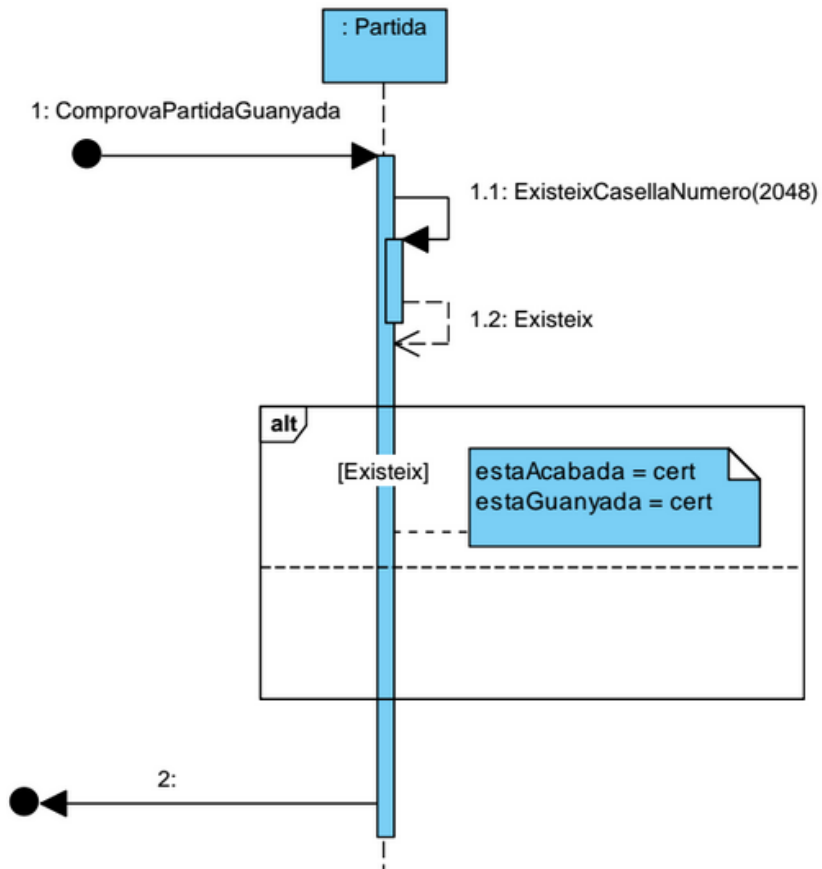 : Partida
1: ComprovaPartidaGuanyada
1.1: ExisteixCasellaNumero(2048)
1.2: Existeix
alt
[Existeix]
estaAcabada = cert
estaGuanyada = cert
2: